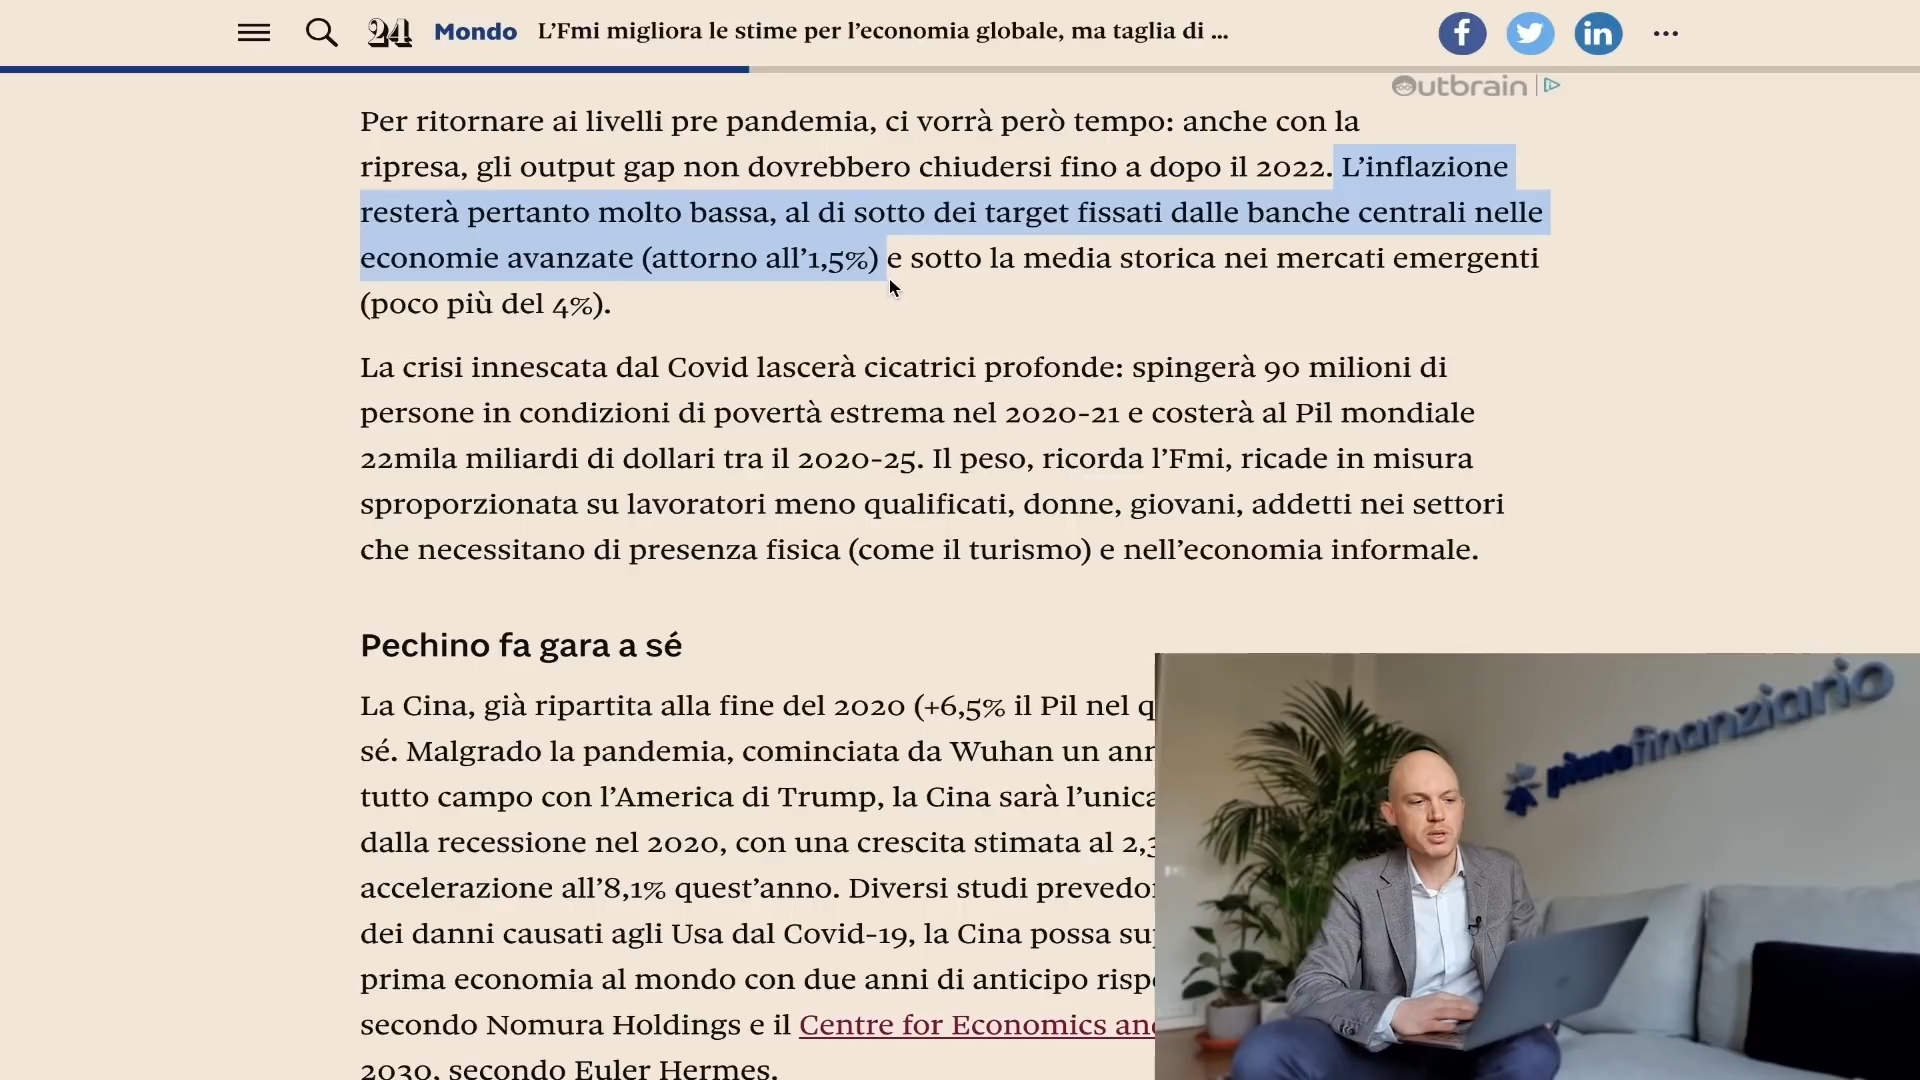 24 Mondo L’Fmi migliora le stime per l’economia globale, ma taglia di ...
f
in
...
Outbrain
Per ritornare ai livelli pre pandemia, ci vorrà però tempo: anche con la
ripresa, gli output gap non dovrebbero chiudersi fino a dopo il 2022. L’inflazione
resterà pertanto molto bassa, al di sotto dei target fissati dalle banche centrali nelle
economie avanzate (attorno all’1,5%) e sotto la media storica nei mercati emergenti
(poco più del 4%).
La crisi innescata dal Covid lascerà cicatrici profonde: spingerà 90 milioni di
persone in condizioni di povertà estrema nel 2020-21 e costerà al Pil mondiale
22mila miliardi di dollari tra il 2020-25. Il peso, ricorda l’Fmi, ricade in misura
sproporzionata su lavoratori meno qualificati, donne, giovani, addetti nei settori
che necessitano di presenza fisica (come il turismo) e nell’economia informale.
Pechino fa gara a sé
La Cina, già ripartita alla fine del 2020 (+6,5% il Pil nel q
sé. Malgrado la pandemia, cominciata da Wuhan un ann
tutto campo con l’America di Trump, la Cina sarà l’unica
dalla recessione nel 2020, con una crescita stimata al 2,3
accelerazione all’8,1% quest’anno. Diversi studi prevedon
dei danni causati agli Usa dal Covid-19, la Cina possa su
prima economia al mondo con due anni di anticipo rispe
secondo Nomura Holdings e il Centre for Economics and
2030, secondo Euler Hermes.
pianofinanziario